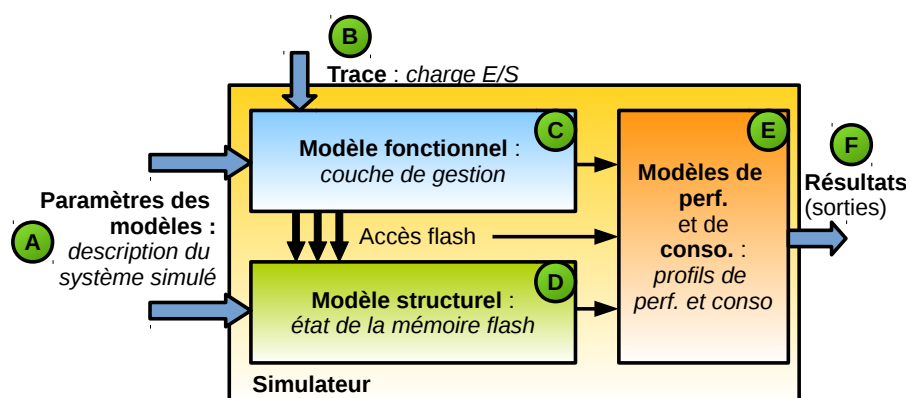 B
Trace : charge E/S
C
Modèle fonctionnel :
couche de gestion
E
Modèles de
perf.
et de
conso. :
profils de
perf. et conso
F
Résultats
(sorties)
Paramètres des
modèles :
description du
système simulé
A
Accès flash
D
Modèle structurel :
état de la mémoire flash
Simulateur